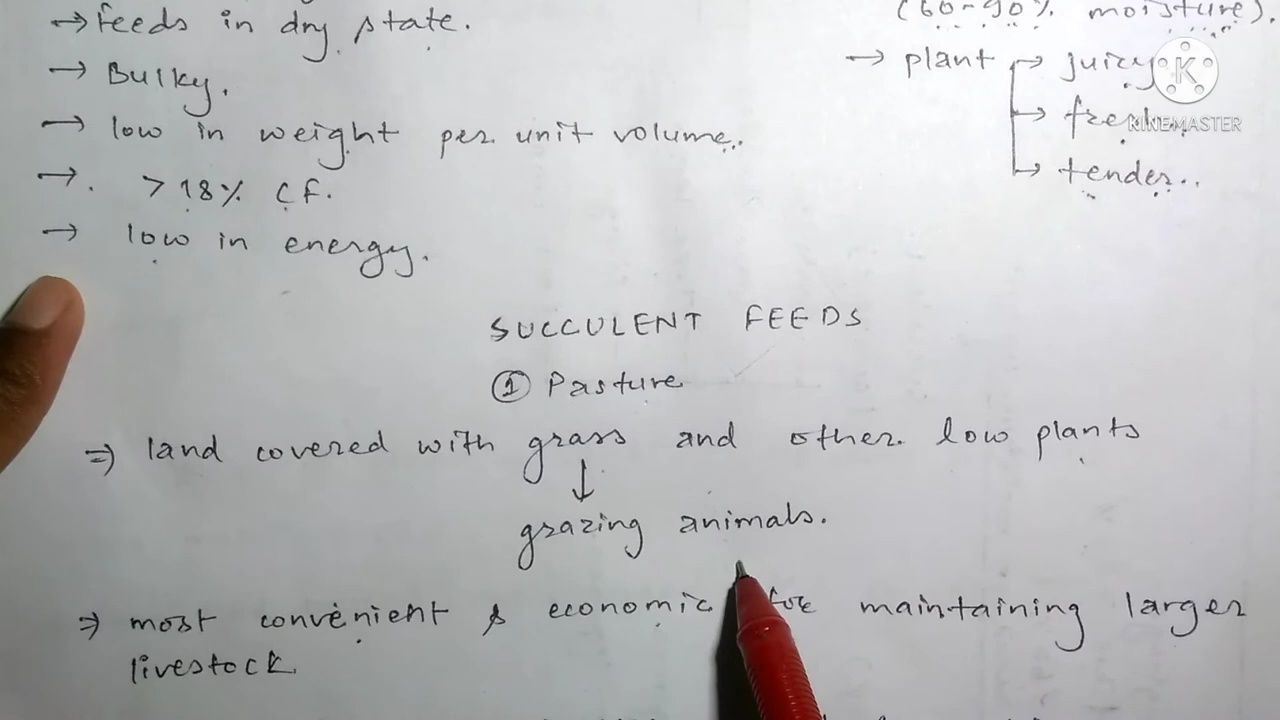 → feeds in dry state.
→ Bulky.
→ low in weight per unit volume..
→ . > 18% CF.
→ low in energy.
(60-90% moisture).
→ plant → juicy
→ fresh
→ tender..
K
KINEMASTER
SUCCULENT FEEDS
① Pasture
⇒ land covered with grass and other low plants
↓
grazing animals.
⇒ most convenient & economic for maintaining larger
livestock